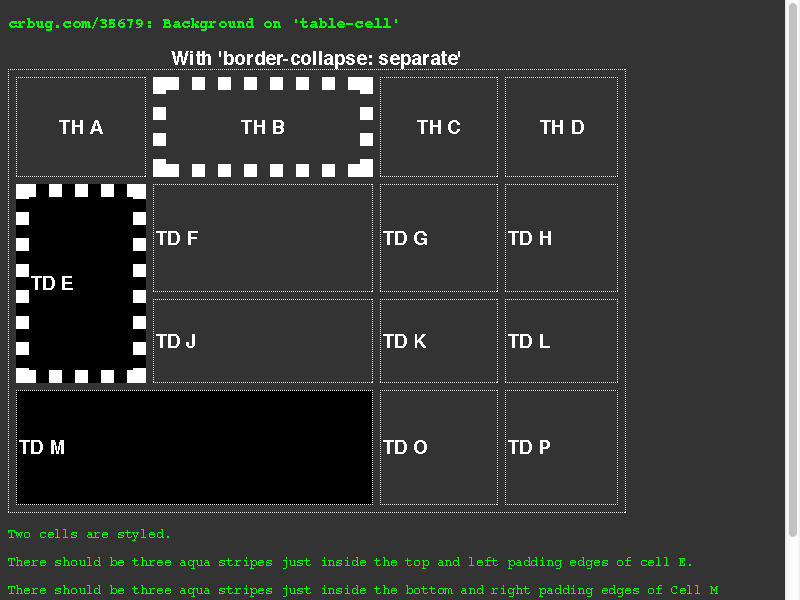 crbug.com/35679: Background on 'table-cell'
With 'border-collapse: separate'
TH A TH B TH C TH D
TD E
TD F TD G TD H
TD J TD K TD L
TD M TD O TD P
Two cells are styled.
There should be three aqua stripes just inside the top and left padding edges of cell E.
There should be three aqua stripes just inside the bottom and right padding edges of Cell M